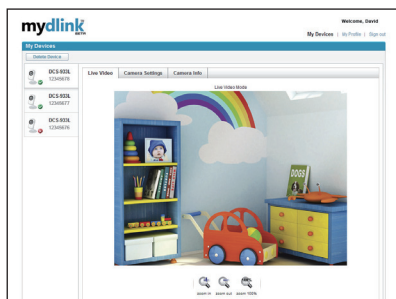 mydlink
BETA
Welcome, David
My Devices | My Profile | Sign out
My Devices
Delete Device
DCS-933L
12345678
DCS-933L
12345677
DCS-933L
12345676
Live Video Camera Settings Camera Info
Live Video Mode
DOGS
zoom in zoom out zoom 100%